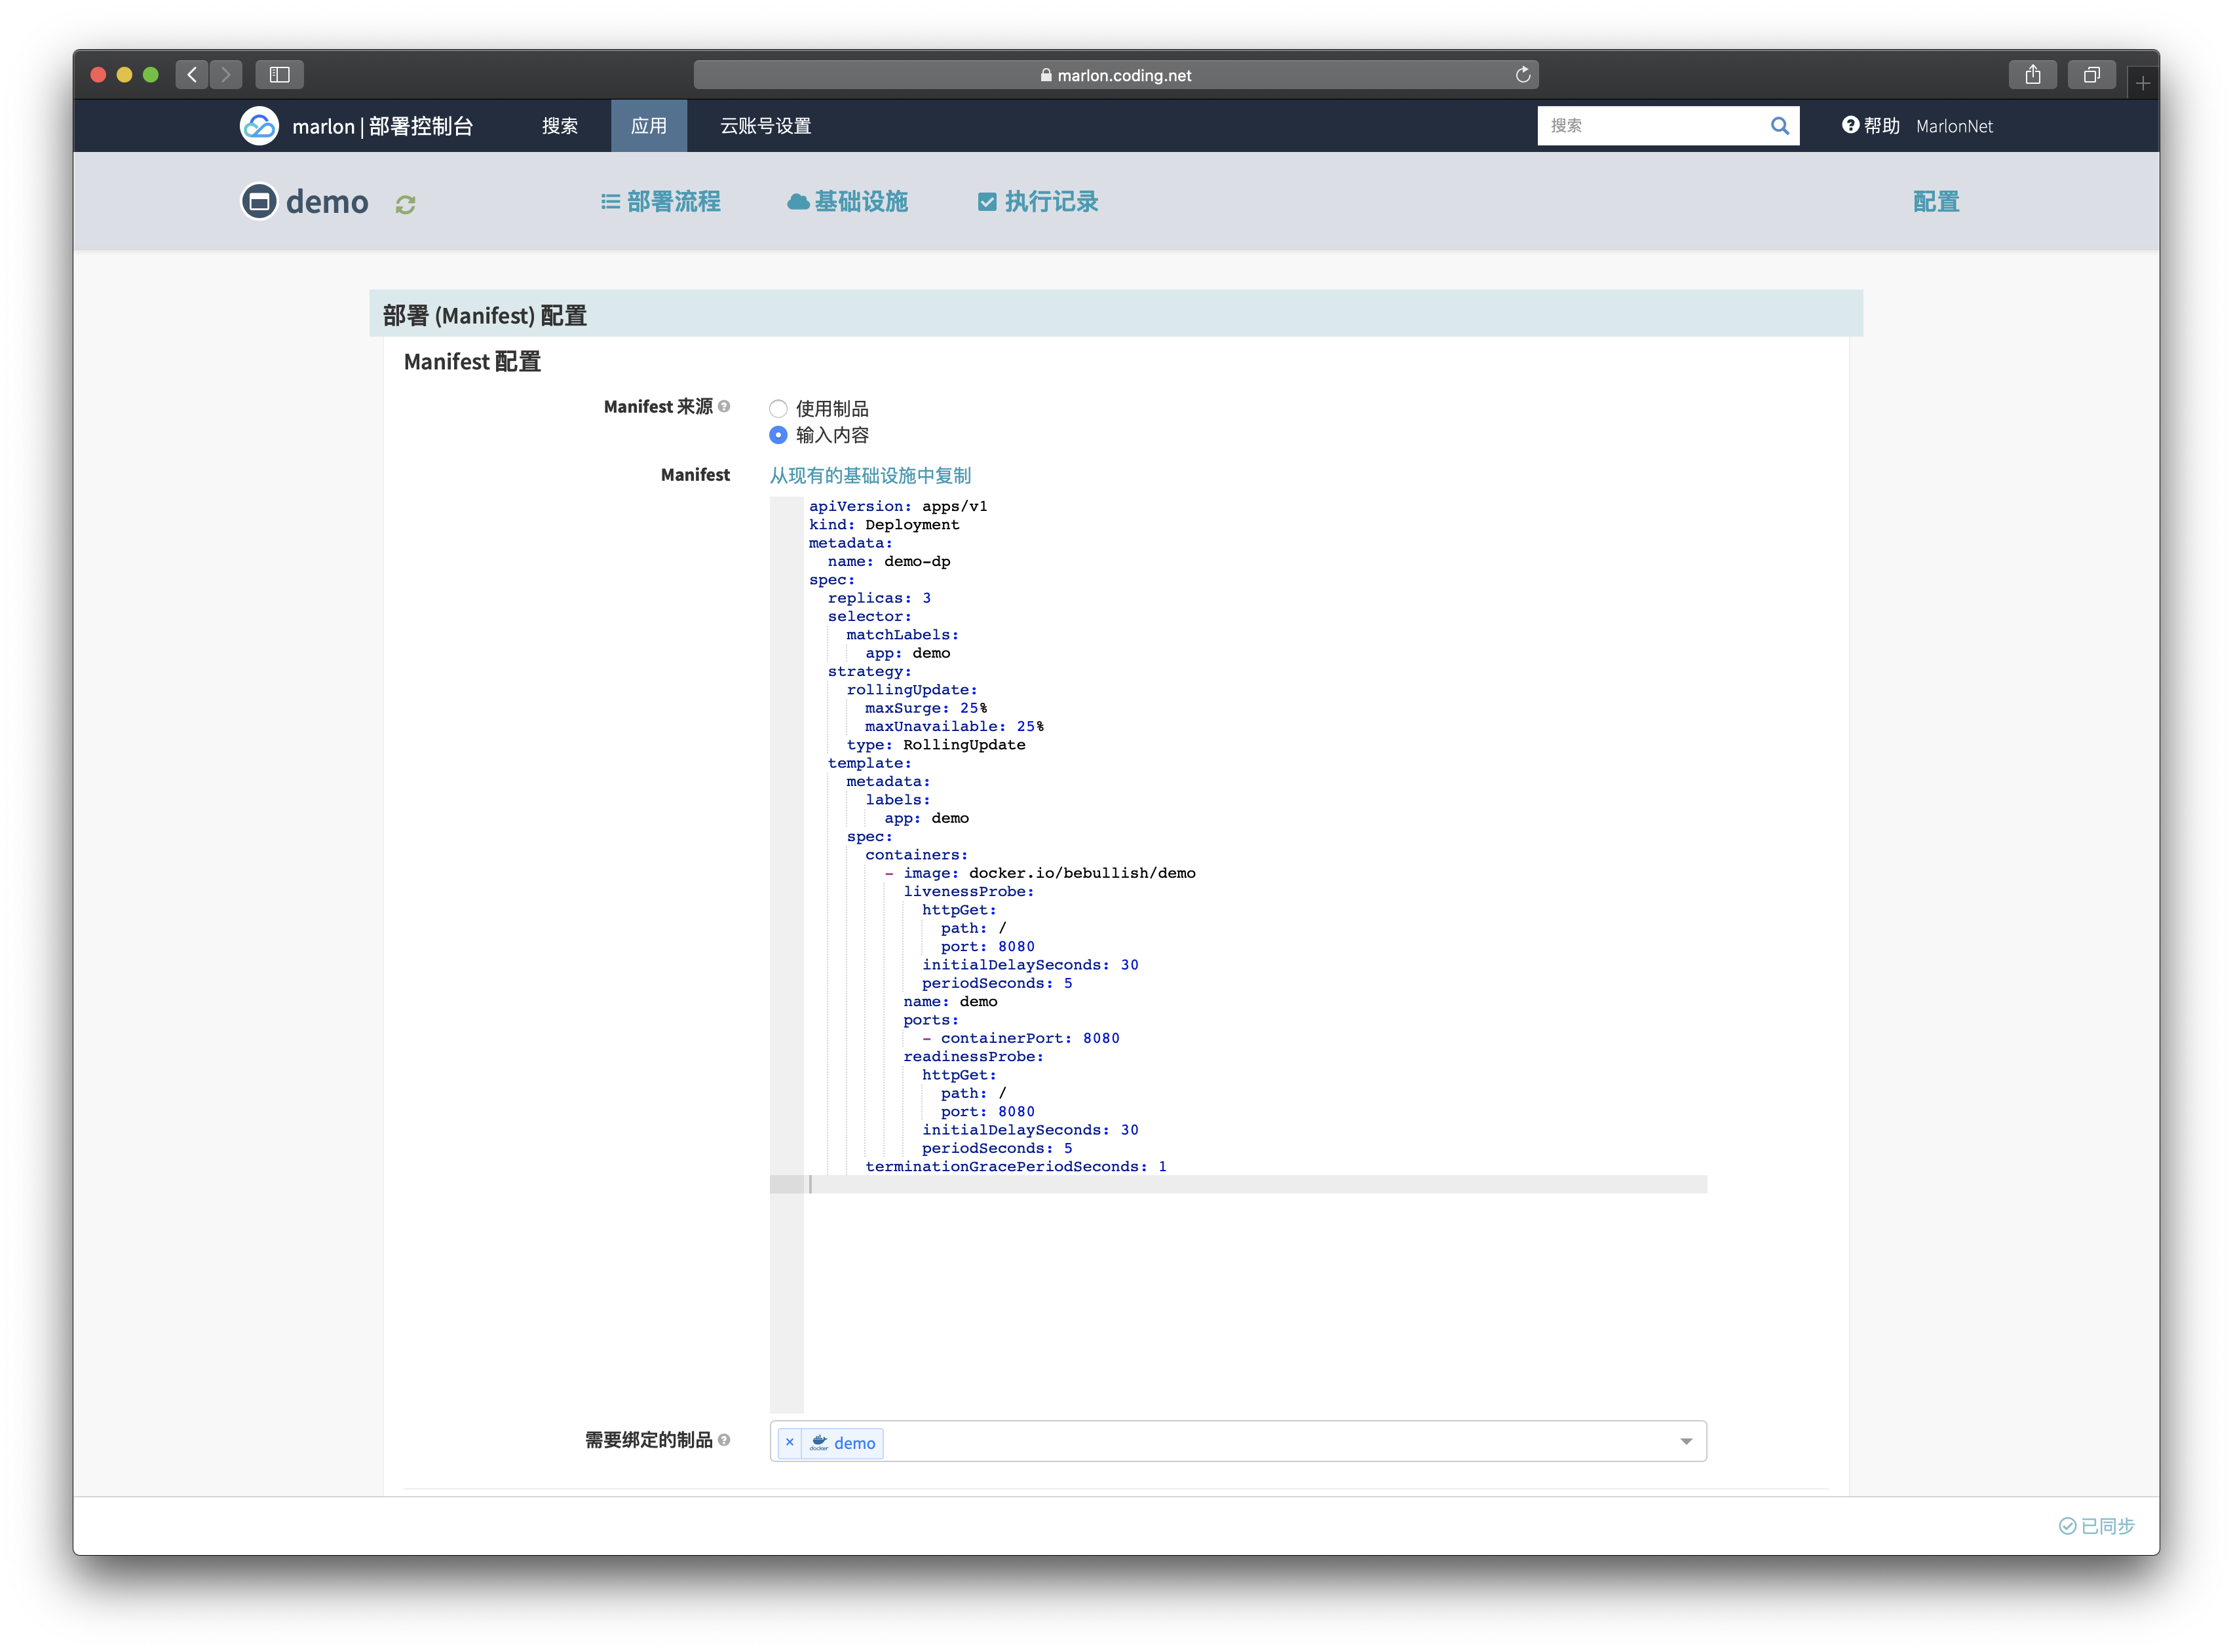 marlon.coding.net
marlon | 部署控制台 搜索 应用 云账号设置 搜索 帮助 MarlonNet
demo 部署流程 基础设施 执行记录 配置
部署 (Manifest) 配置
Manifest 配置
Manifest 来源 使用制品
输入内容
Manifest 从现有的基础设施中复制
apiVersion: apps/v1
kind: Deployment
metadata:
  name: demo-dp
spec:
  replicas: 3
  selector:
    matchLabels:
      app: demo
  strategy:
    rollingUpdate:
      maxSurge: 25%
      maxUnavailable: 25%
    type: RollingUpdate
  template:
    metadata:
      labels:
        app: demo
    spec:
      containers:
        - image: docker.io/bebullish/demo
          livenessProbe:
            httpGet:
              path: /
              port: 8080
            initialDelaySeconds: 30
            periodSeconds: 5
          name: demo
          ports:
            - containerPort: 8080
          readinessProbe:
            httpGet:
              path: /
              port: 8080
            initialDelaySeconds: 30
            periodSeconds: 5
      terminationGracePeriodSeconds: 1
需要绑定的制品 × docker demo
已同步